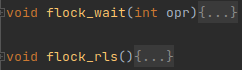 void flock_wait(int opr){...}
void flock_rls(){...}